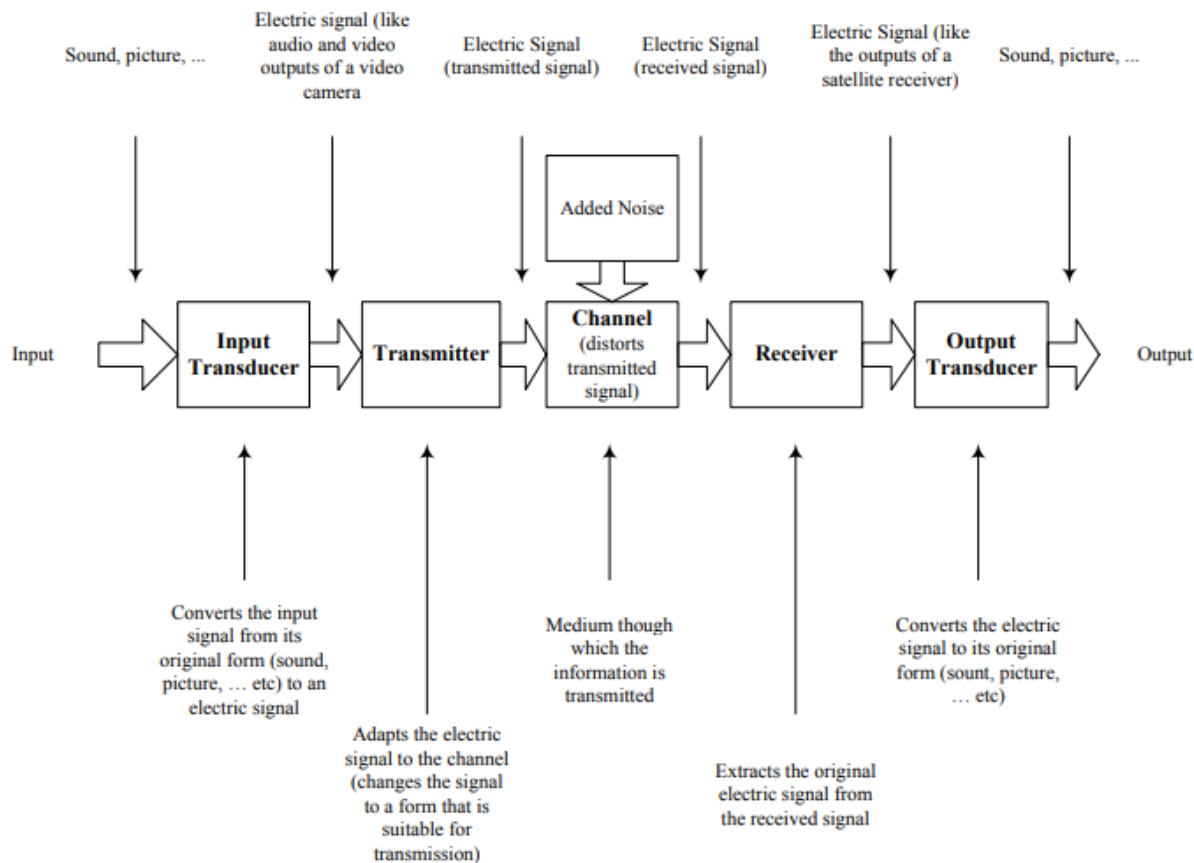 Sound, picture, ...
Electric signal (like
audio and video
outputs of a video
camera
Electric Signal
(transmitted signal)
Electric Signal
(received signal)
Electric Signal (like
the outputs of a
satellite receiver)
Sound, picture, ...
Added Noise
Input
Input
Transducer
Transmitter
Channel
(distorts
transmitted
signal)
Receiver
Output
Transducer
Output
Converts the input
signal from its
original form (sound,
picture, … etc) to an
electric signal
Adapts the electric
signal to the channel
(changes the signal
to a form that is
suitable for
transmission)
Medium though
which the
information is
transmitted
Extracts the original
electric signal from
the received signal
Converts the electric
signal to its original
form (sount, picture,
… etc)